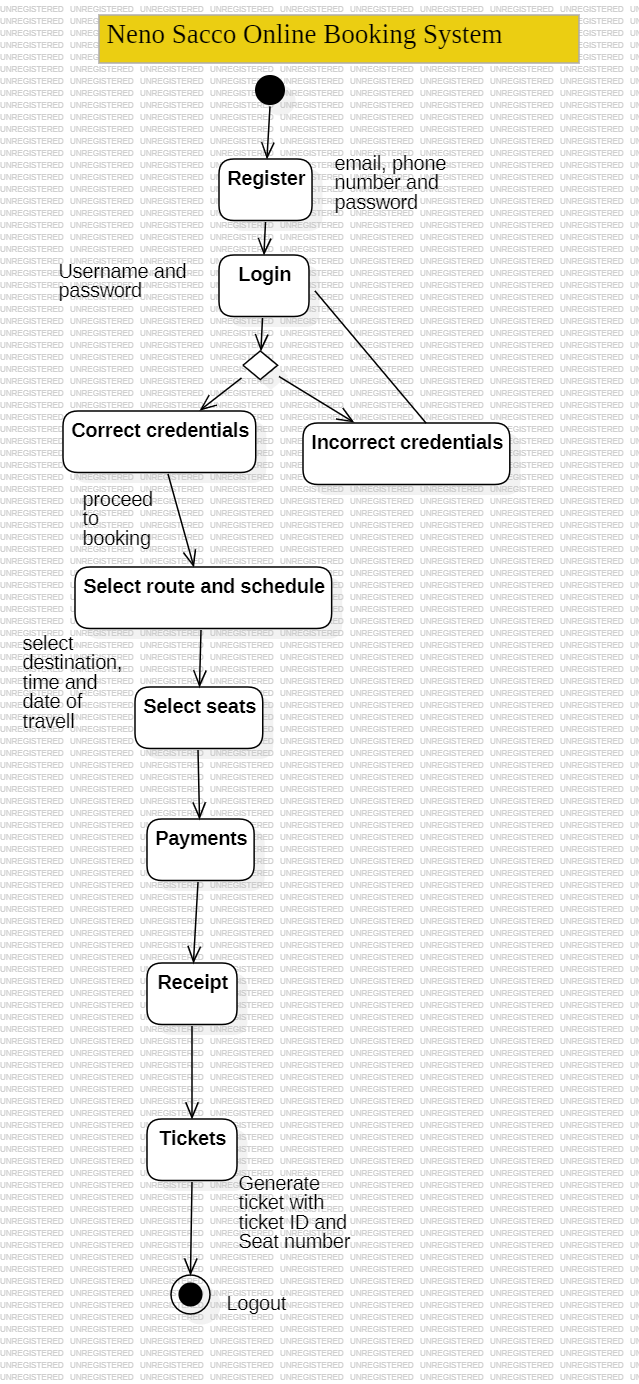 Neno Sacco Online Booking System
Register
email, phone
number and
password
Username and
password
Login
Correct credentials
Incorrect credentials
proceed
to
booking
Select route and schedule
select
destination,
time and
date of
travell
Select seats
Payments
Receipt
Tickets
Generate
ticket with
ticket ID and
Seat number
Logout
UNREGISTERED